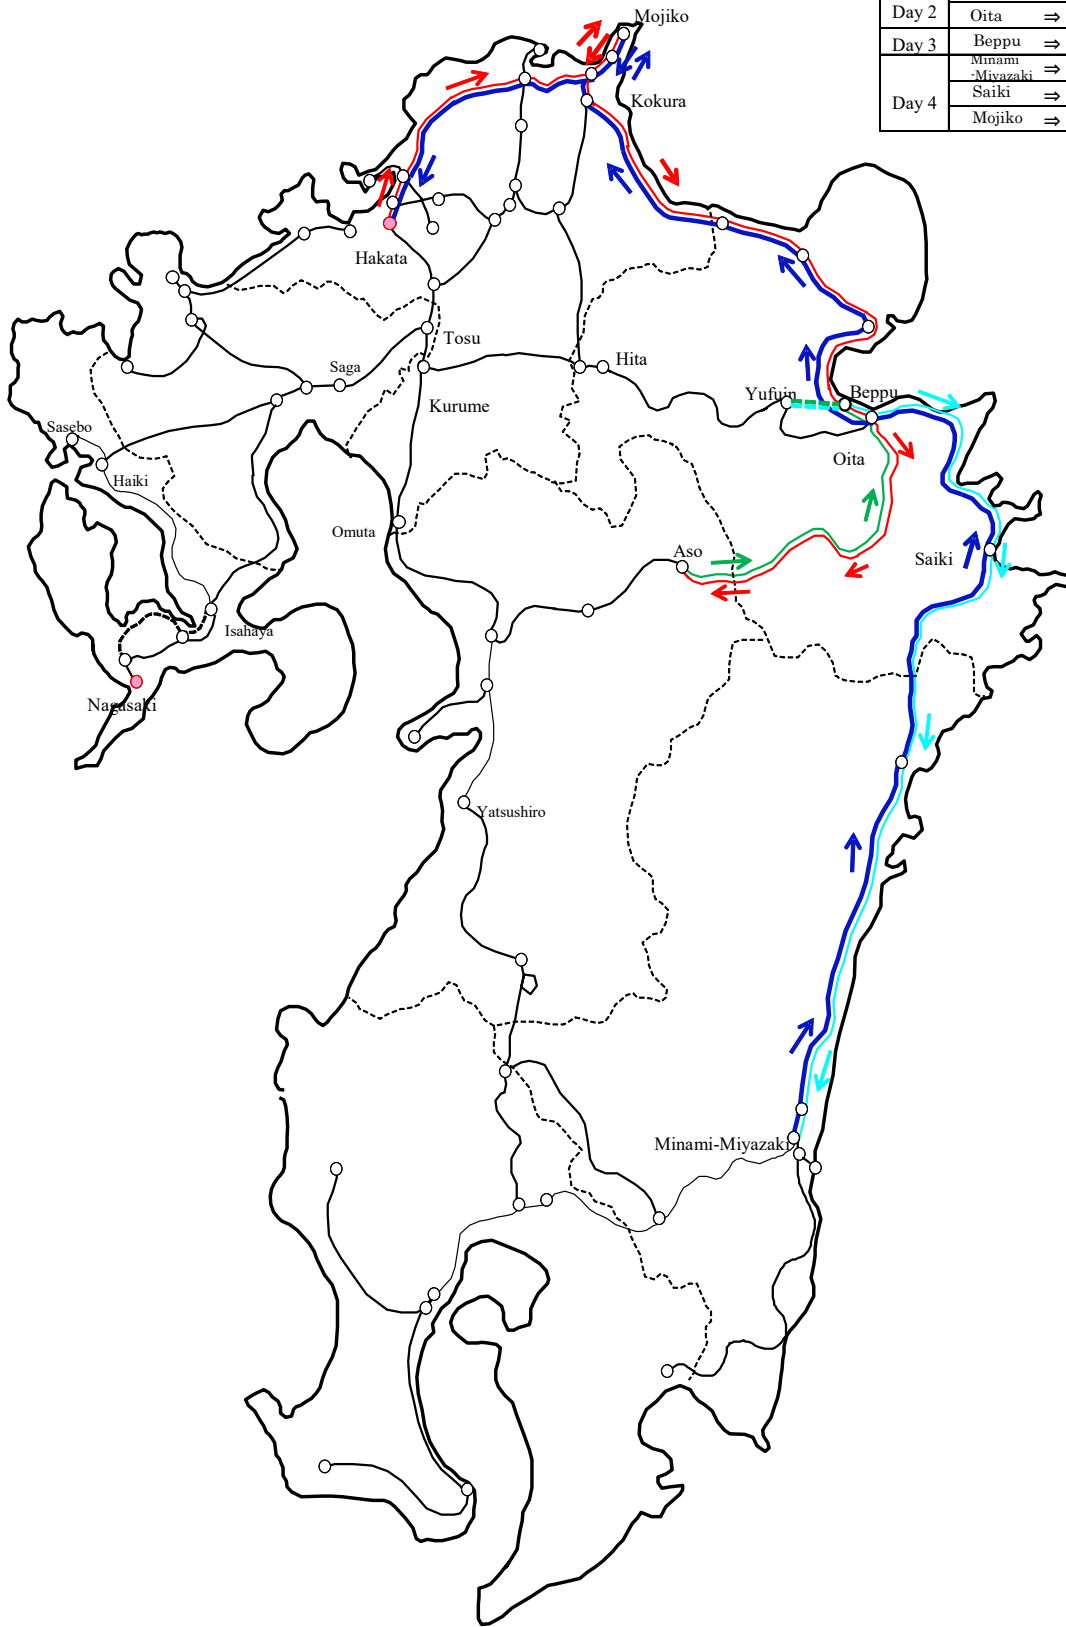 Mojiko
Day 2
Oita ⇒
Day 3
Beppu ⇒
Day 4
Minami
-Miyazaki ⇒
Saiki ⇒
Mojiko ⇒
Kokura
Hakata
Tosu
Saga
Hita
Kurume
Yufuin
Beppu
Sasebo
Oita
Haiki
Omuta
Aso
Saiki
Isahaya
Nagasaki
Yatsushiro
Minami-Miyazaki